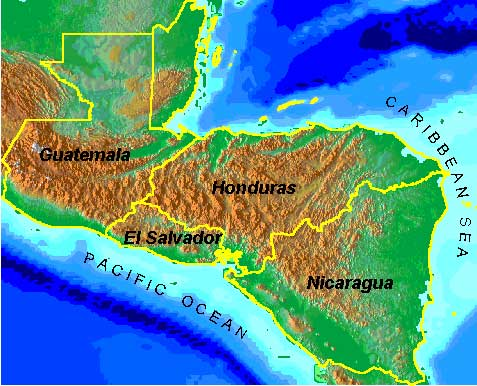 CARIBBEAN SEA
Guatemala
Honduras
El Salvador
PACIFIC OCEAN
Nicaragua